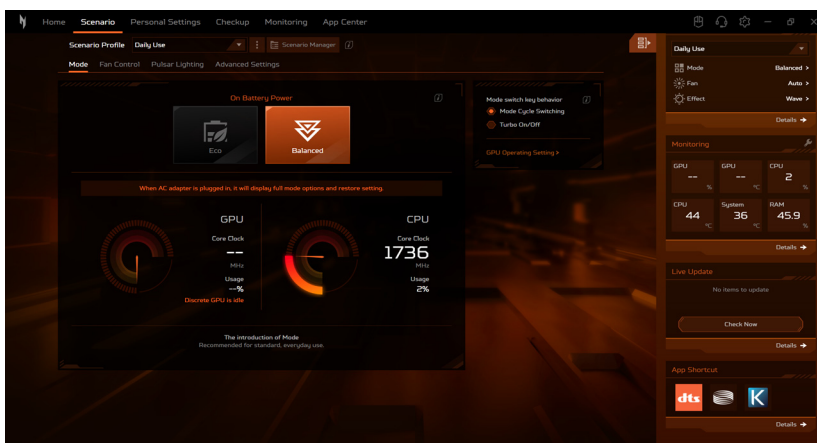 Home Scenario Personal Settings Checkup Monitoring App Center
Scenario Profile Daily Use Scenario Manager
Mode Fan Control Pulsar Lighting Advanced Settings
On Battery Power
Eco
Balanced
When AC adapter is plugged in, it will display full mode options and restore setting.
GPU
Core Clock
--
MHz
Usage
--%
Discrete GPU is idle
CPU
Core Clock
1736
MHz
Usage
2%
The introduction of Mode
Recommended for standard, everyday use.
Mode switch key behavior
Mode Cycle Switching
Turbo On/Off
GPU Operating Setting >
Daily Use
Mode Balanced >
Fan Auto >
Effect Wave >
Details
Monitoring
GPU
--
%
GPU
--
°C
CPU
2
%
CPU
44
°C
System
36
°C
RAM
45.9
%
Details
Live Update
No items to update
Check Now
Details
App Shortcut
dts
K
Details